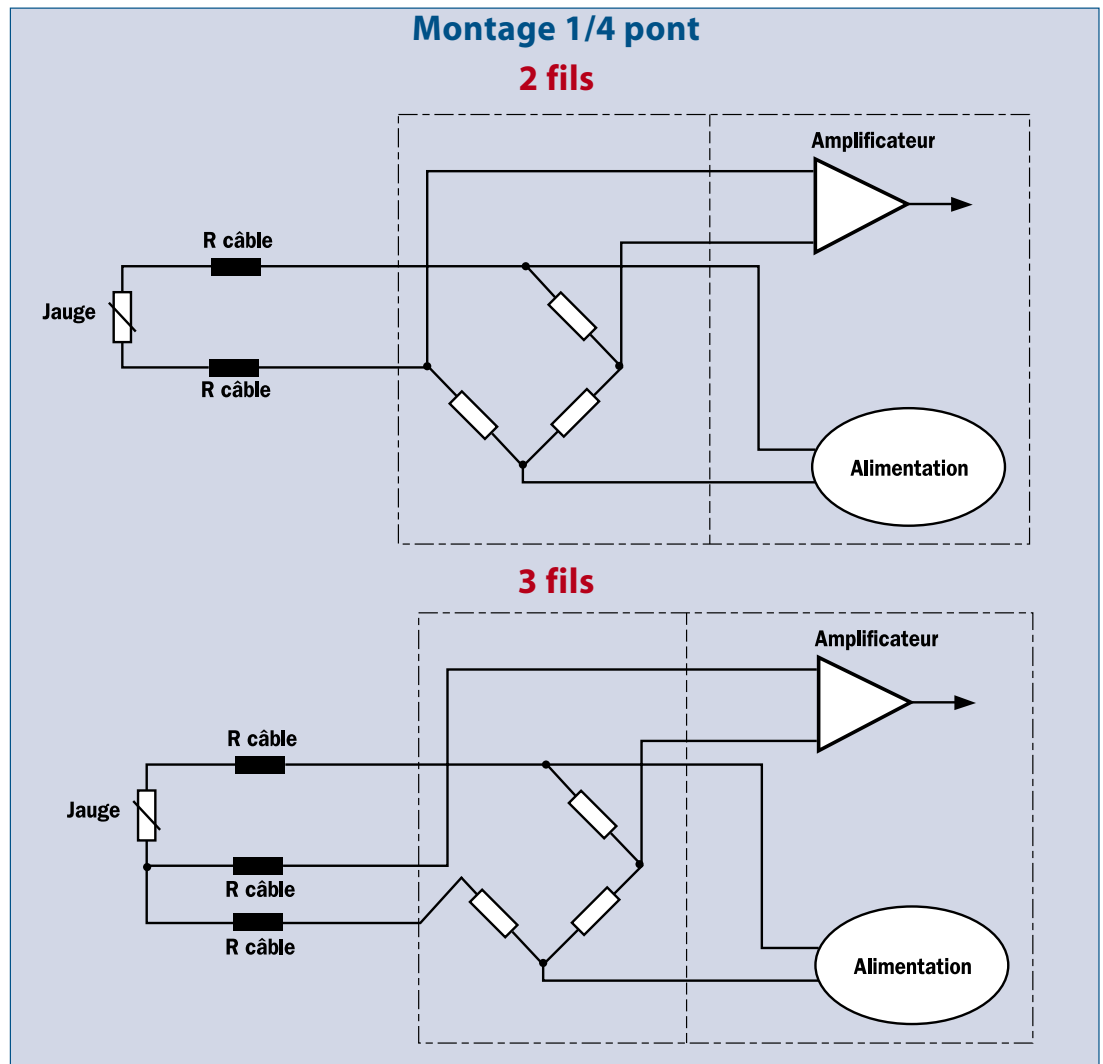 Montage 1/4 pont
2 fils
Amplificateur
R câble
Jauge
R câble
Alimentation
3 fils
Amplificateur
R câble
Jauge
R câble
R câble
Alimentation